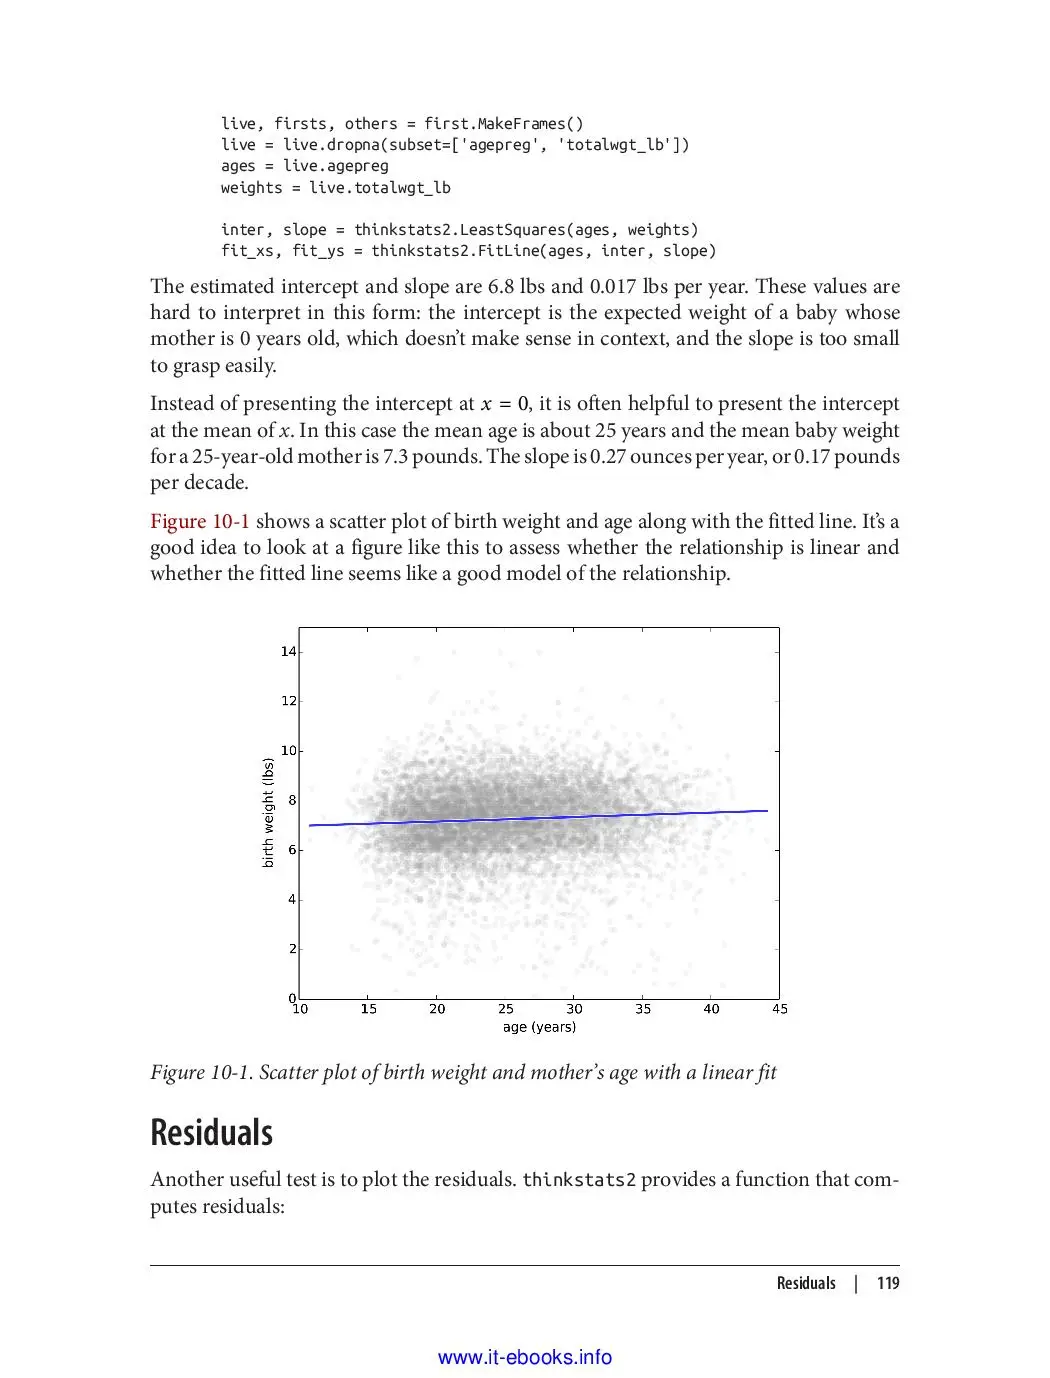 live, firsts, others = first.MakeFrames()
live = live.dropna(subset=['agepreg', 'totalwgt_lb'])
ages = live.agepreg
weights = live.totalwgt_lb
inter, slope = thinkstats2.LeastSquares(ages, weights)
fit_xs, fit_ys = thinkstats2.FitLine(ages, inter, slope)
The estimated intercept and slope are 6.8 lbs and 0.017 lbs per year. These values are
hard to interpret in this form: the intercept is the expected weight of a baby whose
mother is 0 years old, which doesn’t make sense in context, and the slope is too small
to grasp easily.
Instead of presenting the intercept at x = 0, it is often helpful to present the intercept
at the mean of x. In this case the mean age is about 25 years and the mean baby weight
for a 25-year-old mother is 7.3 pounds. The slope is 0.27 ounces per year, or 0.17 pounds
per decade.
Figure 10-1 shows a scatter plot of birth weight and age along with the fitted line. It’s a
good idea to look at a figure like this to assess whether the relationship is linear and
whether the fitted line seems like a good model of the relationship.
14
12
10
8
6
4
2
0
birth weight (lbs)
10 15 20 25 30 35 40 45
age (years)
Figure 10-1. Scatter plot of birth weight and mother’s age with a linear fit
Residuals
Another useful test is to plot the residuals. thinkstats2 provides a function that com-
putes residuals:
Residuals | 119
www.it-ebooks.info